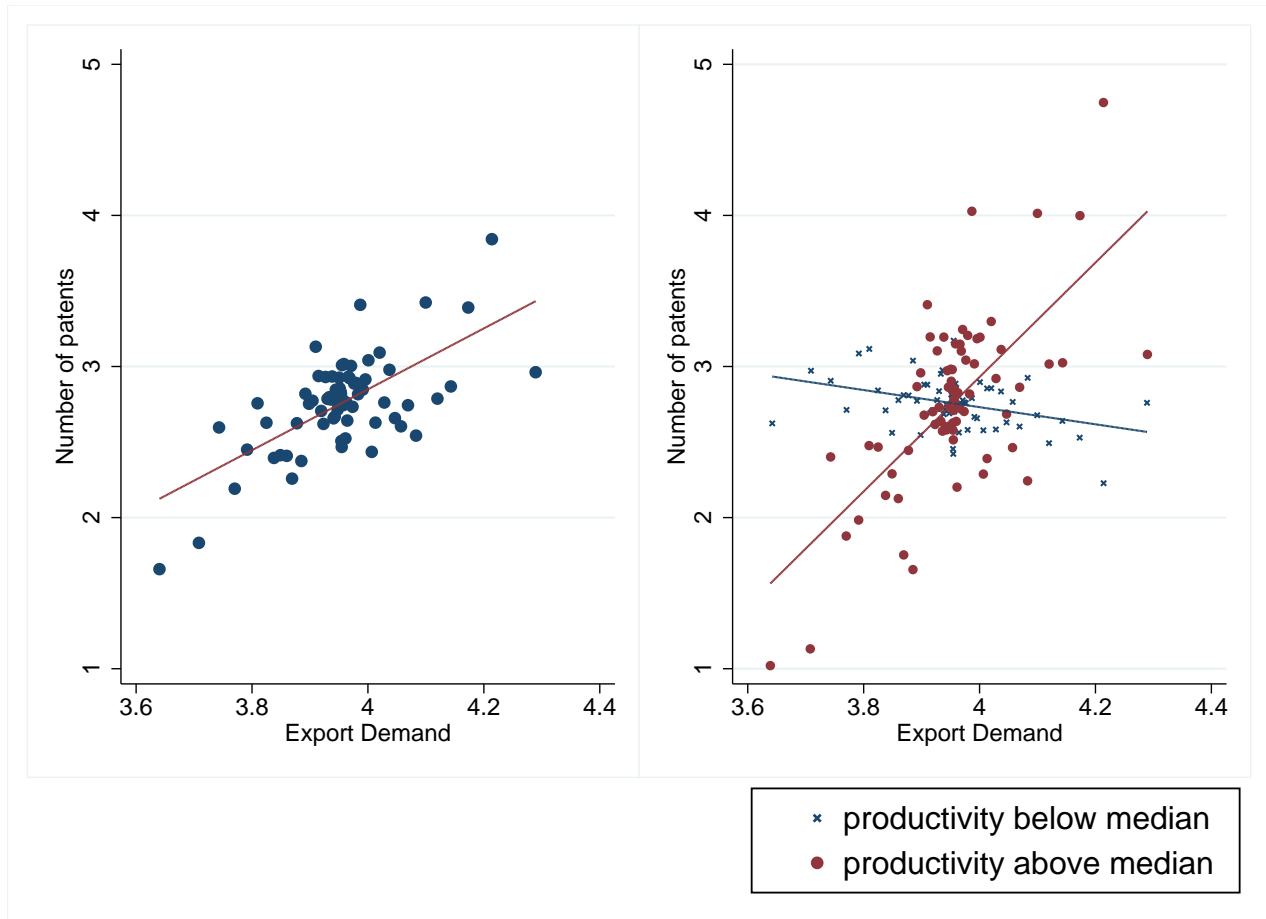 5
4
3
2
1
Number of patents
3.6 3.8 4 4.2 4.4
Export Demand
5
4
3
2
1
Number of patents
3.6 3.8 4 4.2 4.4
Export Demand
productivity below median
productivity above median